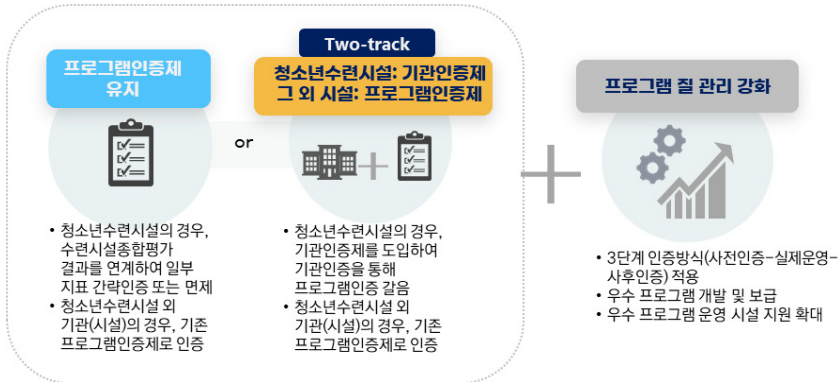 프로그램인증제
유지
• 청소년수련시설의 경우,
수련시설종합평가
결과를 연계하여 일부
지표 간략인증 또는 면제
• 청소년수련시설 외
기관(시설)의 경우, 기존
프로그램인증제로 인증
or
Two-track
청소년수련시설: 기관인증제
그 외 시설: 프로그램인증제
• 청소년수련시설의 경우,
기관인증제를 도입하여
기관인증을 통해
프로그램인증 갈음
• 청소년수련시설 외
기관(시설)의 경우, 기존
프로그램인증제로 인증
프로그램 질 관리 강화
• 3단계 인증방식(사전인증-실제운영-
사후인증) 적용
• 우수 프로그램 개발 및 보급
• 우수 프로그램 운영 시설 지원 확대